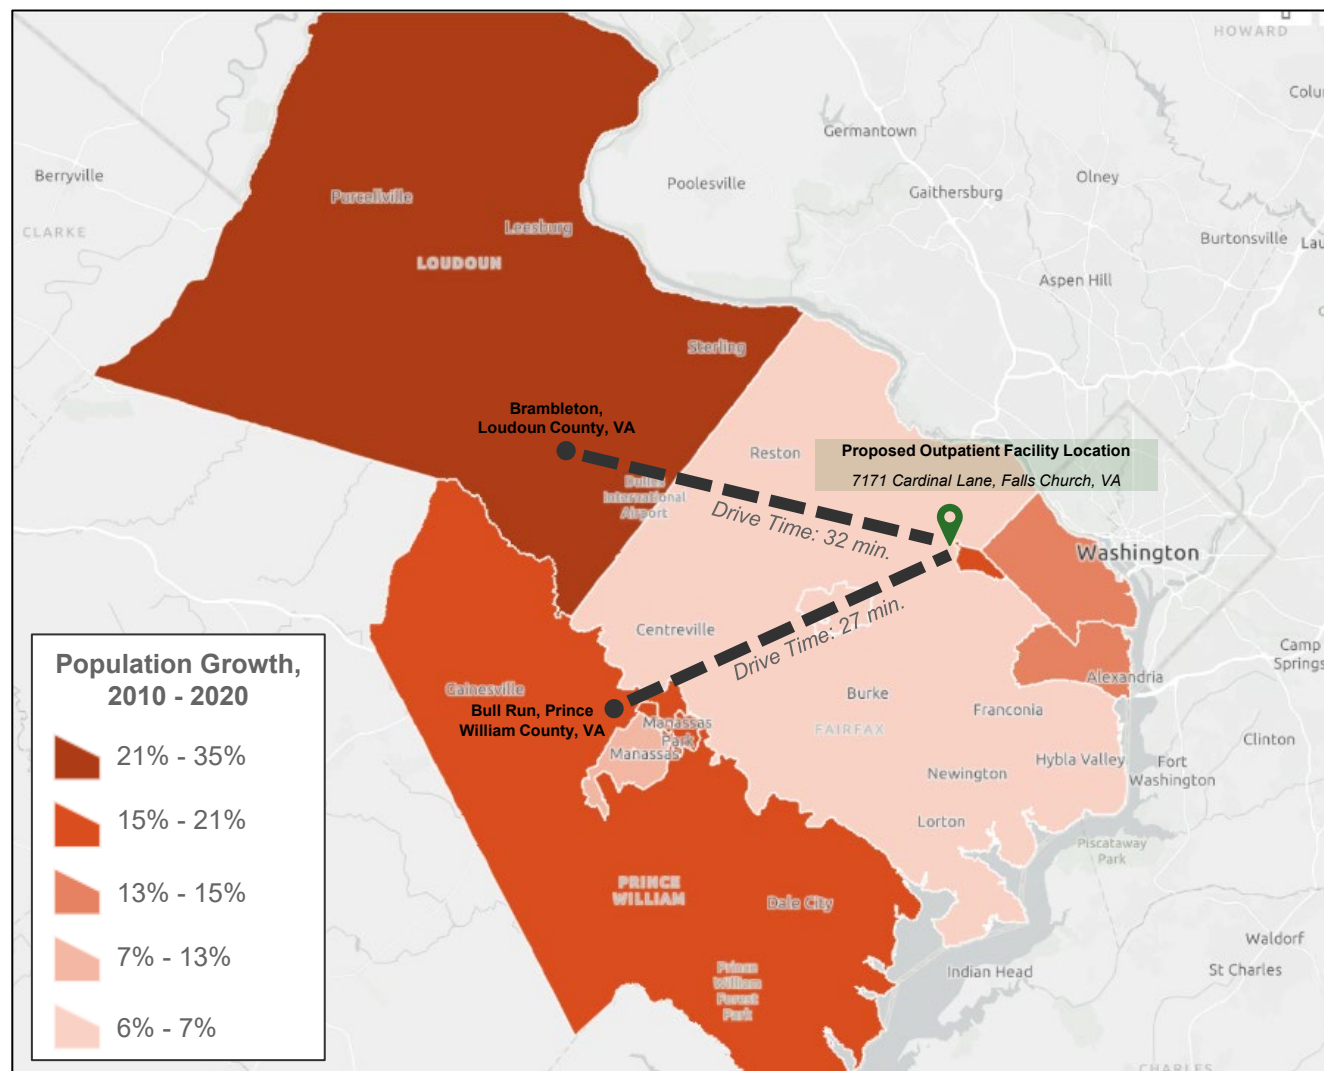 HOWARD
Colu
Germantown
Olney
Berryville
Poolesville
Gaithersburg
Purcellville
CLARKE
Leesburg
Burtonsville
Lau
LOUDOUN
Aspen Hill
Sterling
Brambleton,
Loudoun County, VA
Reston
Proposed Outpatient Facility Location
7171 Cardinal Lane, Falls Church, VA
Dulles
International
Airport
Drive Time: 32 min.
Washington
Drive Time: 27 min.
Centreville
Camp
Springs
Alexandria
Gainesville
Burke
Franconia
Bull Run, Prince
William County, VA
Manassas
Park
FAIRFAX
Manassas
Clinton
Hybla Valley
Fort
Washington
Newington
Lorton
Piscataway
Park
PRINCE
WILLIAM
Dale City
Waldorf
St Charles
Indian Head
Prince
William
Forest
Park
CHARLES
Population Growth,
2010 - 2020
21% - 35%
15% - 21%
13% - 15%
7% - 13%
6% - 7%